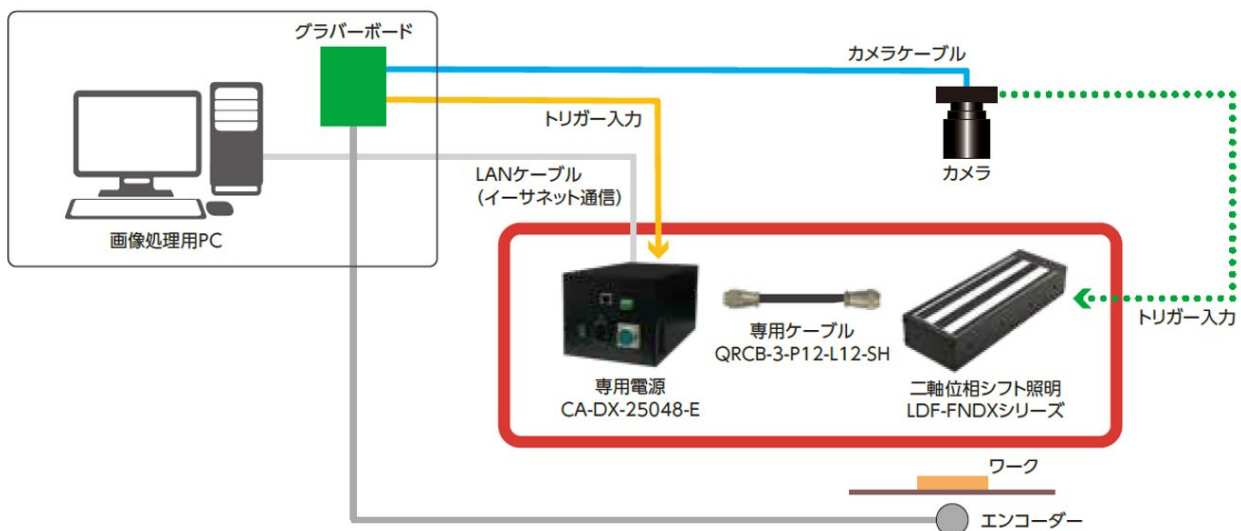 グラバーボード
カメラケーブル
トリガー入力
カメラ
LANケーブル
（イーサネット通信）
画像処理用PC
トリガー入力
専用ケーブル
QRCB-3-P12-L12-SH
専用電源
CA-DX-25048-E
二軸位相シフト照明
LDF-FNDXシリーズ
ワーク
エンコーダー